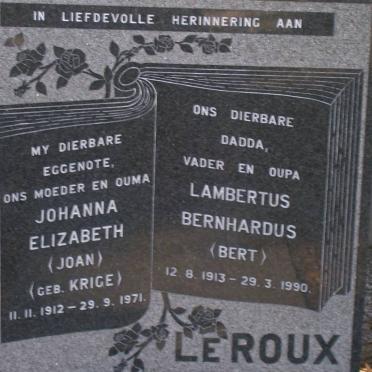 IN LIEFDEVOLLE HERINNERING AAN
MY DIERBARE
EGGENOTE,
ONS MOEDER EN OUMA
JOHANNA
ELIZABETH
(JOAN)
(GEB. KRIGE)
11. 11. 1912 – 29. 9. 1971.
ONS DIERBARE
DADDA,
VADER EN OUPA
LAMBERTUS
BERNHARDUS
(BERT)
12. 8. 1913 – 29. 3. 1990.
LE ROUX